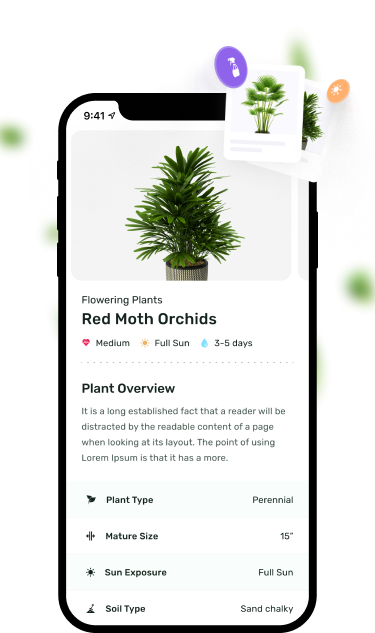 9:41
Flowering Plants
Red Moth Orchids
Medium Full Sun 3-5 days
Plant Overview
It is a long established fact that a reader will be
distracted by the readable content of a page
when looking at its layout. The point of using
Lorem Ipsum is that it has a more.
Plant Type Perennial
Mature Size 15”
Sun Exposure Full Sun
Soil Type Sand chalky